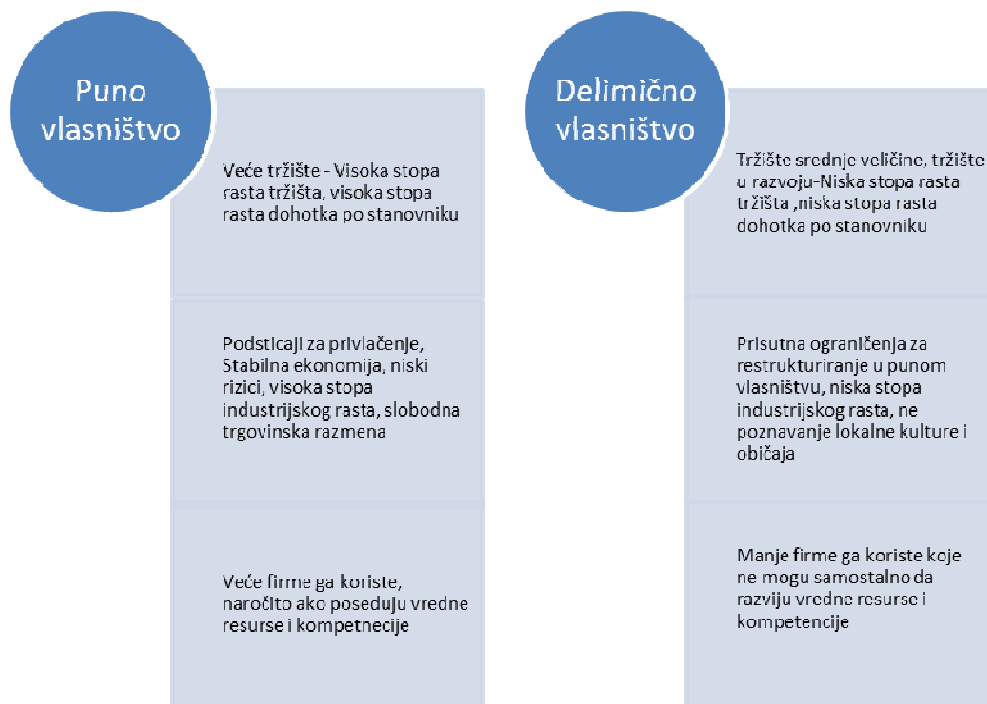 Puno
vlasništvo
Veće tržište - Visoka stopa
rasta tržišta, visoka stopa
rasta dohotka po stanovniku
Podsticaji za privlačenje,
Stabilna ekonomija, niski
rizici, visoka stopa
industrijskog rasta, slobodna
trgovinska razmena
Veće firme ga koriste,
naročito ako poseduju vredne
resurse i kompetnecije
Delimično
vlasništvo
Tržište srednje veličine, tržište
u razvoju-Niska stopa rasta
tržišta ,niska stopa rasta
dohotka po stanovniku
Prisutna ograničenja za
restrukturiranje u punom
vlasništvu, niska stopa
industrijskog rasta, ne
poznavanje lokalne kulture i
običaja
Manje firme ga koriste koje
ne mogu samostalno da
razviju vredne resurse i
kompetencije